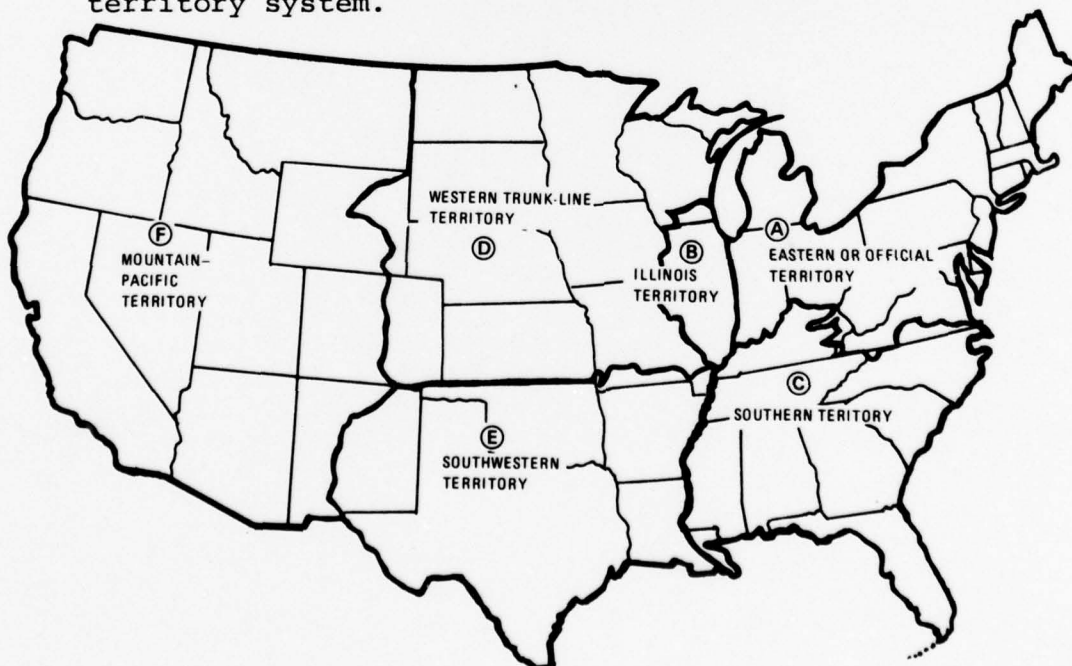 territory system.
WESTERN TRUNK-LINE
TERRITORY
D
F
MOUNTAIN-
PACIFIC
TERRITORY
B
ILLINOIS
TERRITORY
A
EASTERN OR OFFICIAL
TERRITORY
C
SOUTHERN TERITORY
E
SOUTHWESTERN
TERRITORY